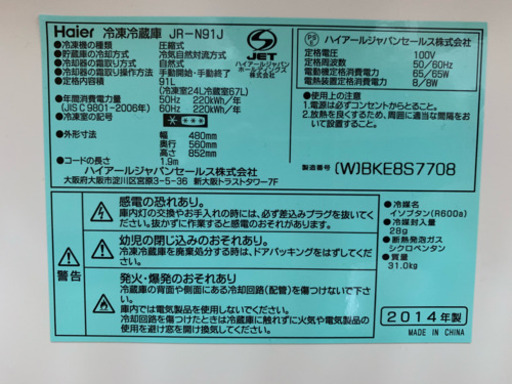 Haier 冷凍冷蔵庫 JR-N91J
●冷凍機の種類 圧縮式
●貯蔵庫の冷却方式 冷気自然対流方式
●冷却器の霜取り方式 自然式
●冷却器の霜取り操作方法 手動開始・手動終了
●定格内容積 91L
(冷凍室24L冷蔵室67L)
●年間消費電力量 50Hz 220kWh/年
(JIS C 9801-2006年) 60Hz 220kWh/年
●冷凍室の記号
●外形寸法 幅 480mm
奥行 560mm
高さ 852mm
●コードの長さ 1.9m
ハイアールジャパンセールス株式会社
大阪府大阪市淀川区宮原3-5-36 新大阪トラストタワー7F
S JET
ハイアールジャパン
ホールディングス
株式会社
PS E ハイアールジャパンセールス株式会社
定格電圧 100V
定格周波数 50/60Hz
電動機定格消費電力 65/65W
電熱装置定格消費電力 8/8W
●使用上の注意
1.電源は必ずコンセントからとること。
2.放熱を良くするため、周囲に適当な間隔をおいて設置すること。
製造番号 (W)BKE8S7708
警告
感電の恐れあり。
庫内灯の交換やお手入れの時には、必ず差込みプラグを抜いてください。抜かずに作業すると感電の恐れあり。
幼児の閉じ込みのおそれあり
冷凍冷蔵庫を廃棄処分する時は、ドアパッキングをはずしてください。
発火・爆発のおそれあり
冷蔵庫の背面や側面にある冷却回路(配管)を傷つけないで下さい。
庫内では電気製品を使用しないでください。
冷却回路を傷つけたときは冷蔵庫に触れずに火気や電気製品の使用を避け窓を開け換気してください。
●冷媒名
イソブタン(R600a)
●冷媒封入量
28g
●断熱発泡ガス
シクロペンタン
●質量
31.0kg
2014年製
MADE IN CHINA